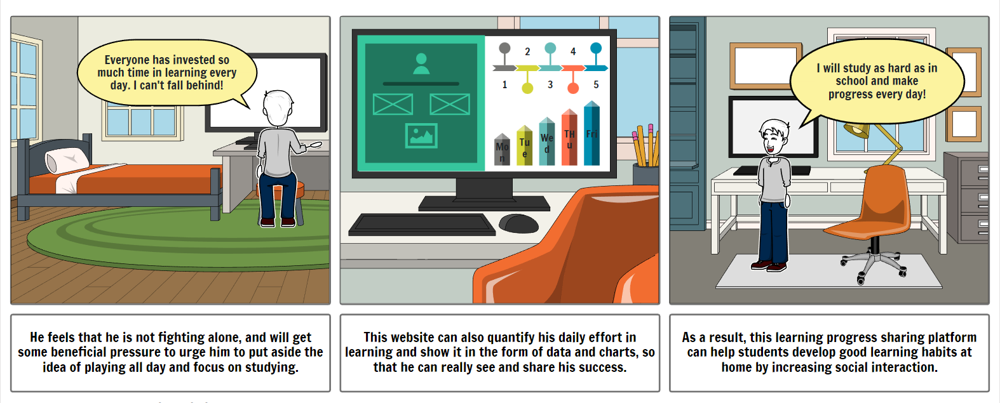 Everyone has invested so
much time in learning every
day. I can't fall behind!
2 4
1 3 5
Mo
n
Tu
e
We
d
TH
u
Fri
I will study as hard as in
school and make
progress every day!
He feels that he is not fighting alone, and will get
some beneficial pressure to urge him to put aside the
idea of playing all day and focus on studying.
This website can also quantify his daily effort in
learning and show it in the form of data and charts, so
that he can really see and share his success.
As a result, this learning progress sharing platform
can help students develop good learning habits at
home by increasing social interaction.